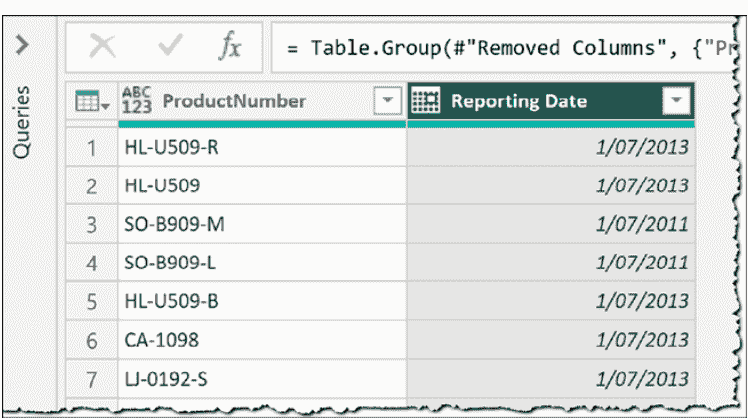 fx = Table.Group(#"Removed Columns", {"Pr
Queries
ABC 123 ProductNumber Reporting Date
1 HL-U509-R 1/07/2013
2 HL-U509 1/07/2013
3 SO-B909-M 1/07/2011
4 SO-B909-L 1/07/2011
5 HL-U509-B 1/07/2013
6 CA-1098 1/07/2013
7 LJ-0192-S 1/07/2013